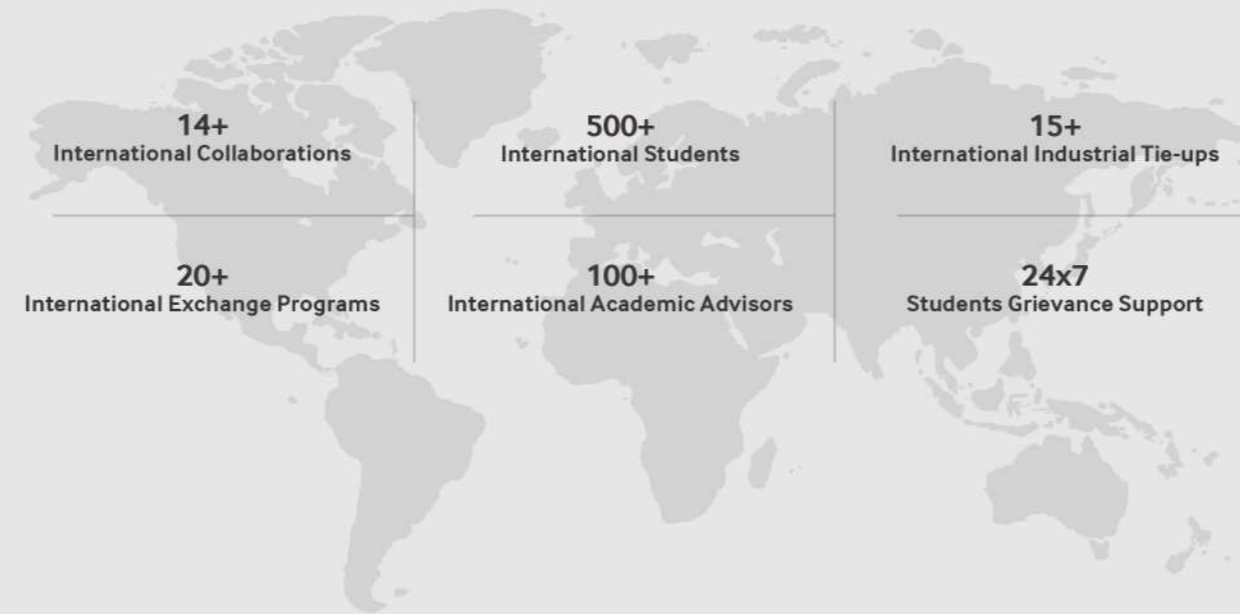 14+
International Collaborations
500+
International Students
15+
International Industrial Tie-ups
20+
International Exchange Programs
100+
International Academic Advisors
24x7
Students Grievance Support